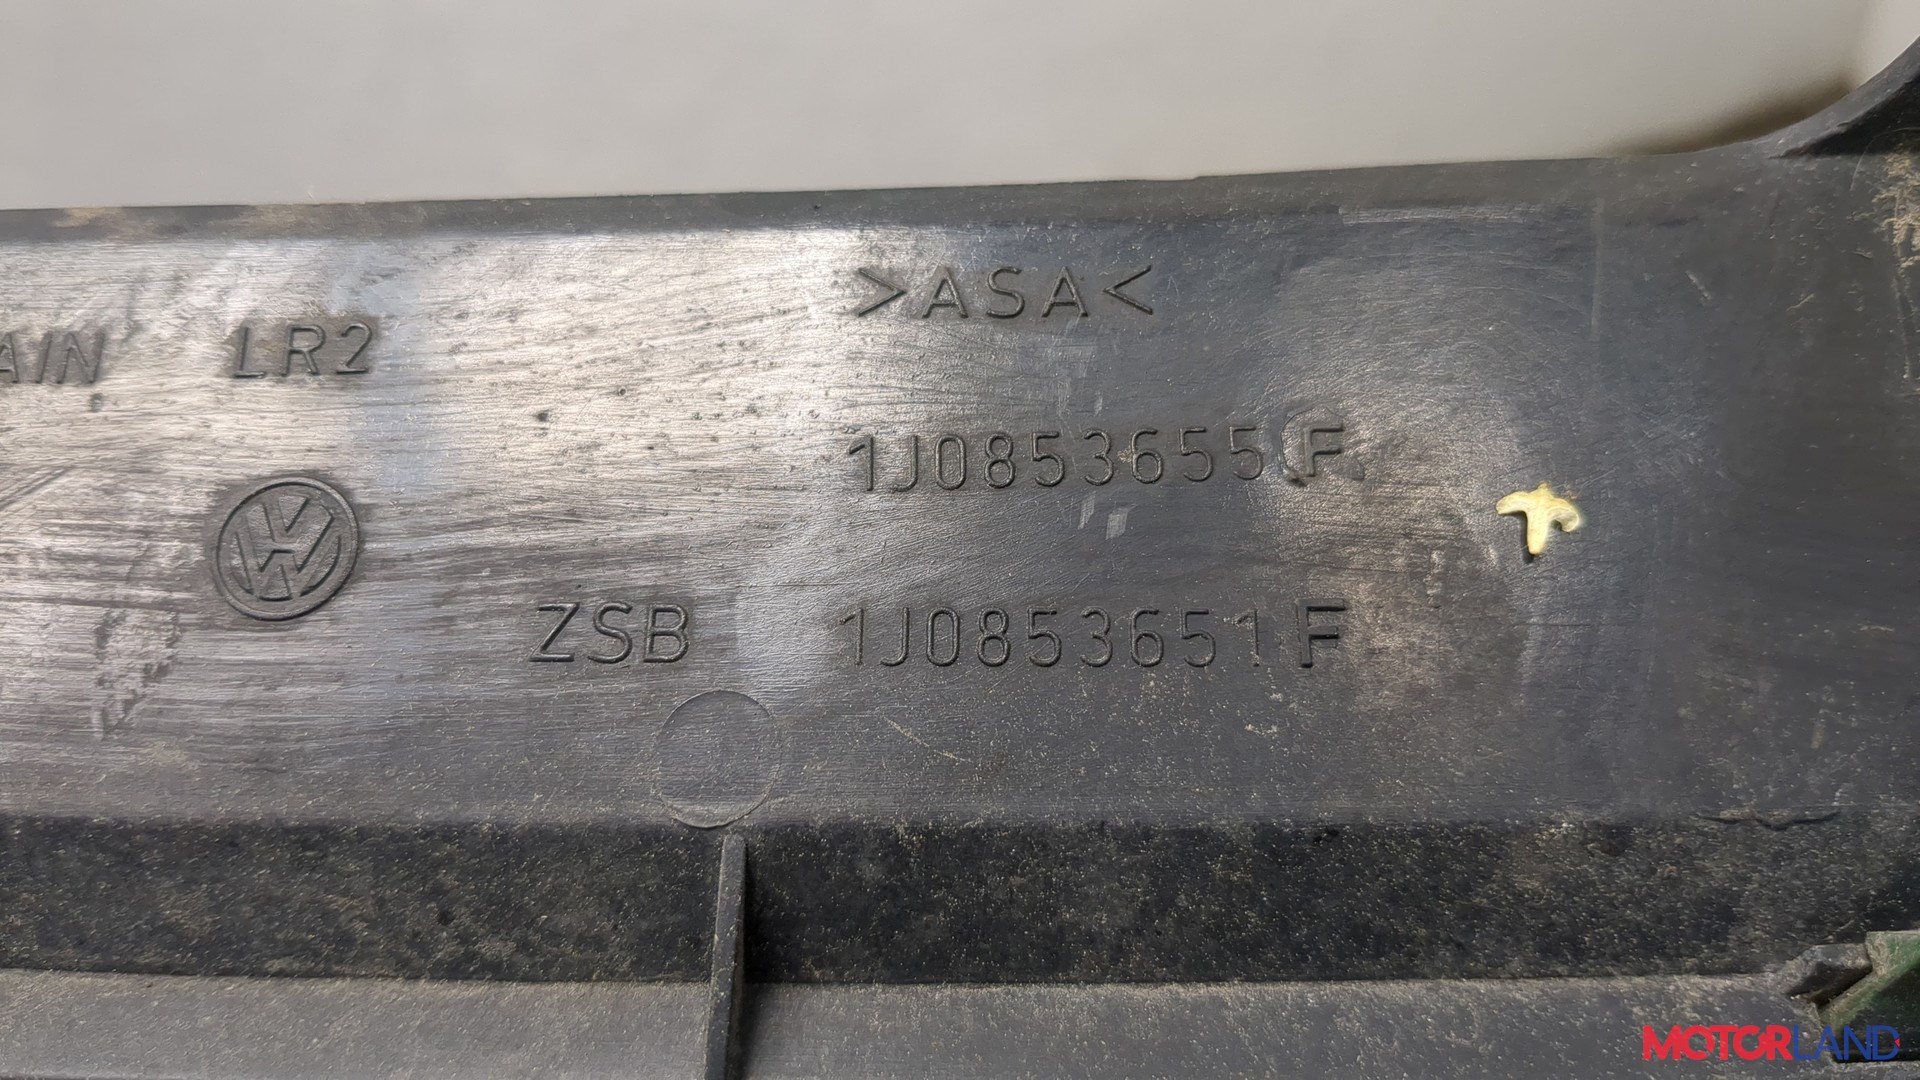 >ASA<
AIN LR2
1J0853655 F
ZSB 1J0853651 F
MOTORLAND